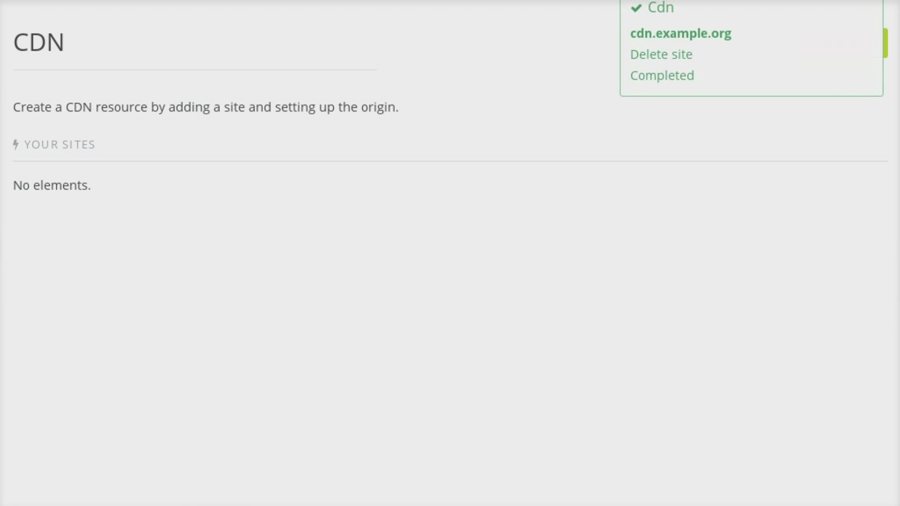 Cdn
cdn.example.org
Delete site
Completed
CDN
Create a CDN resource by adding a site and setting up the origin.
YOUR SITES
No elements.